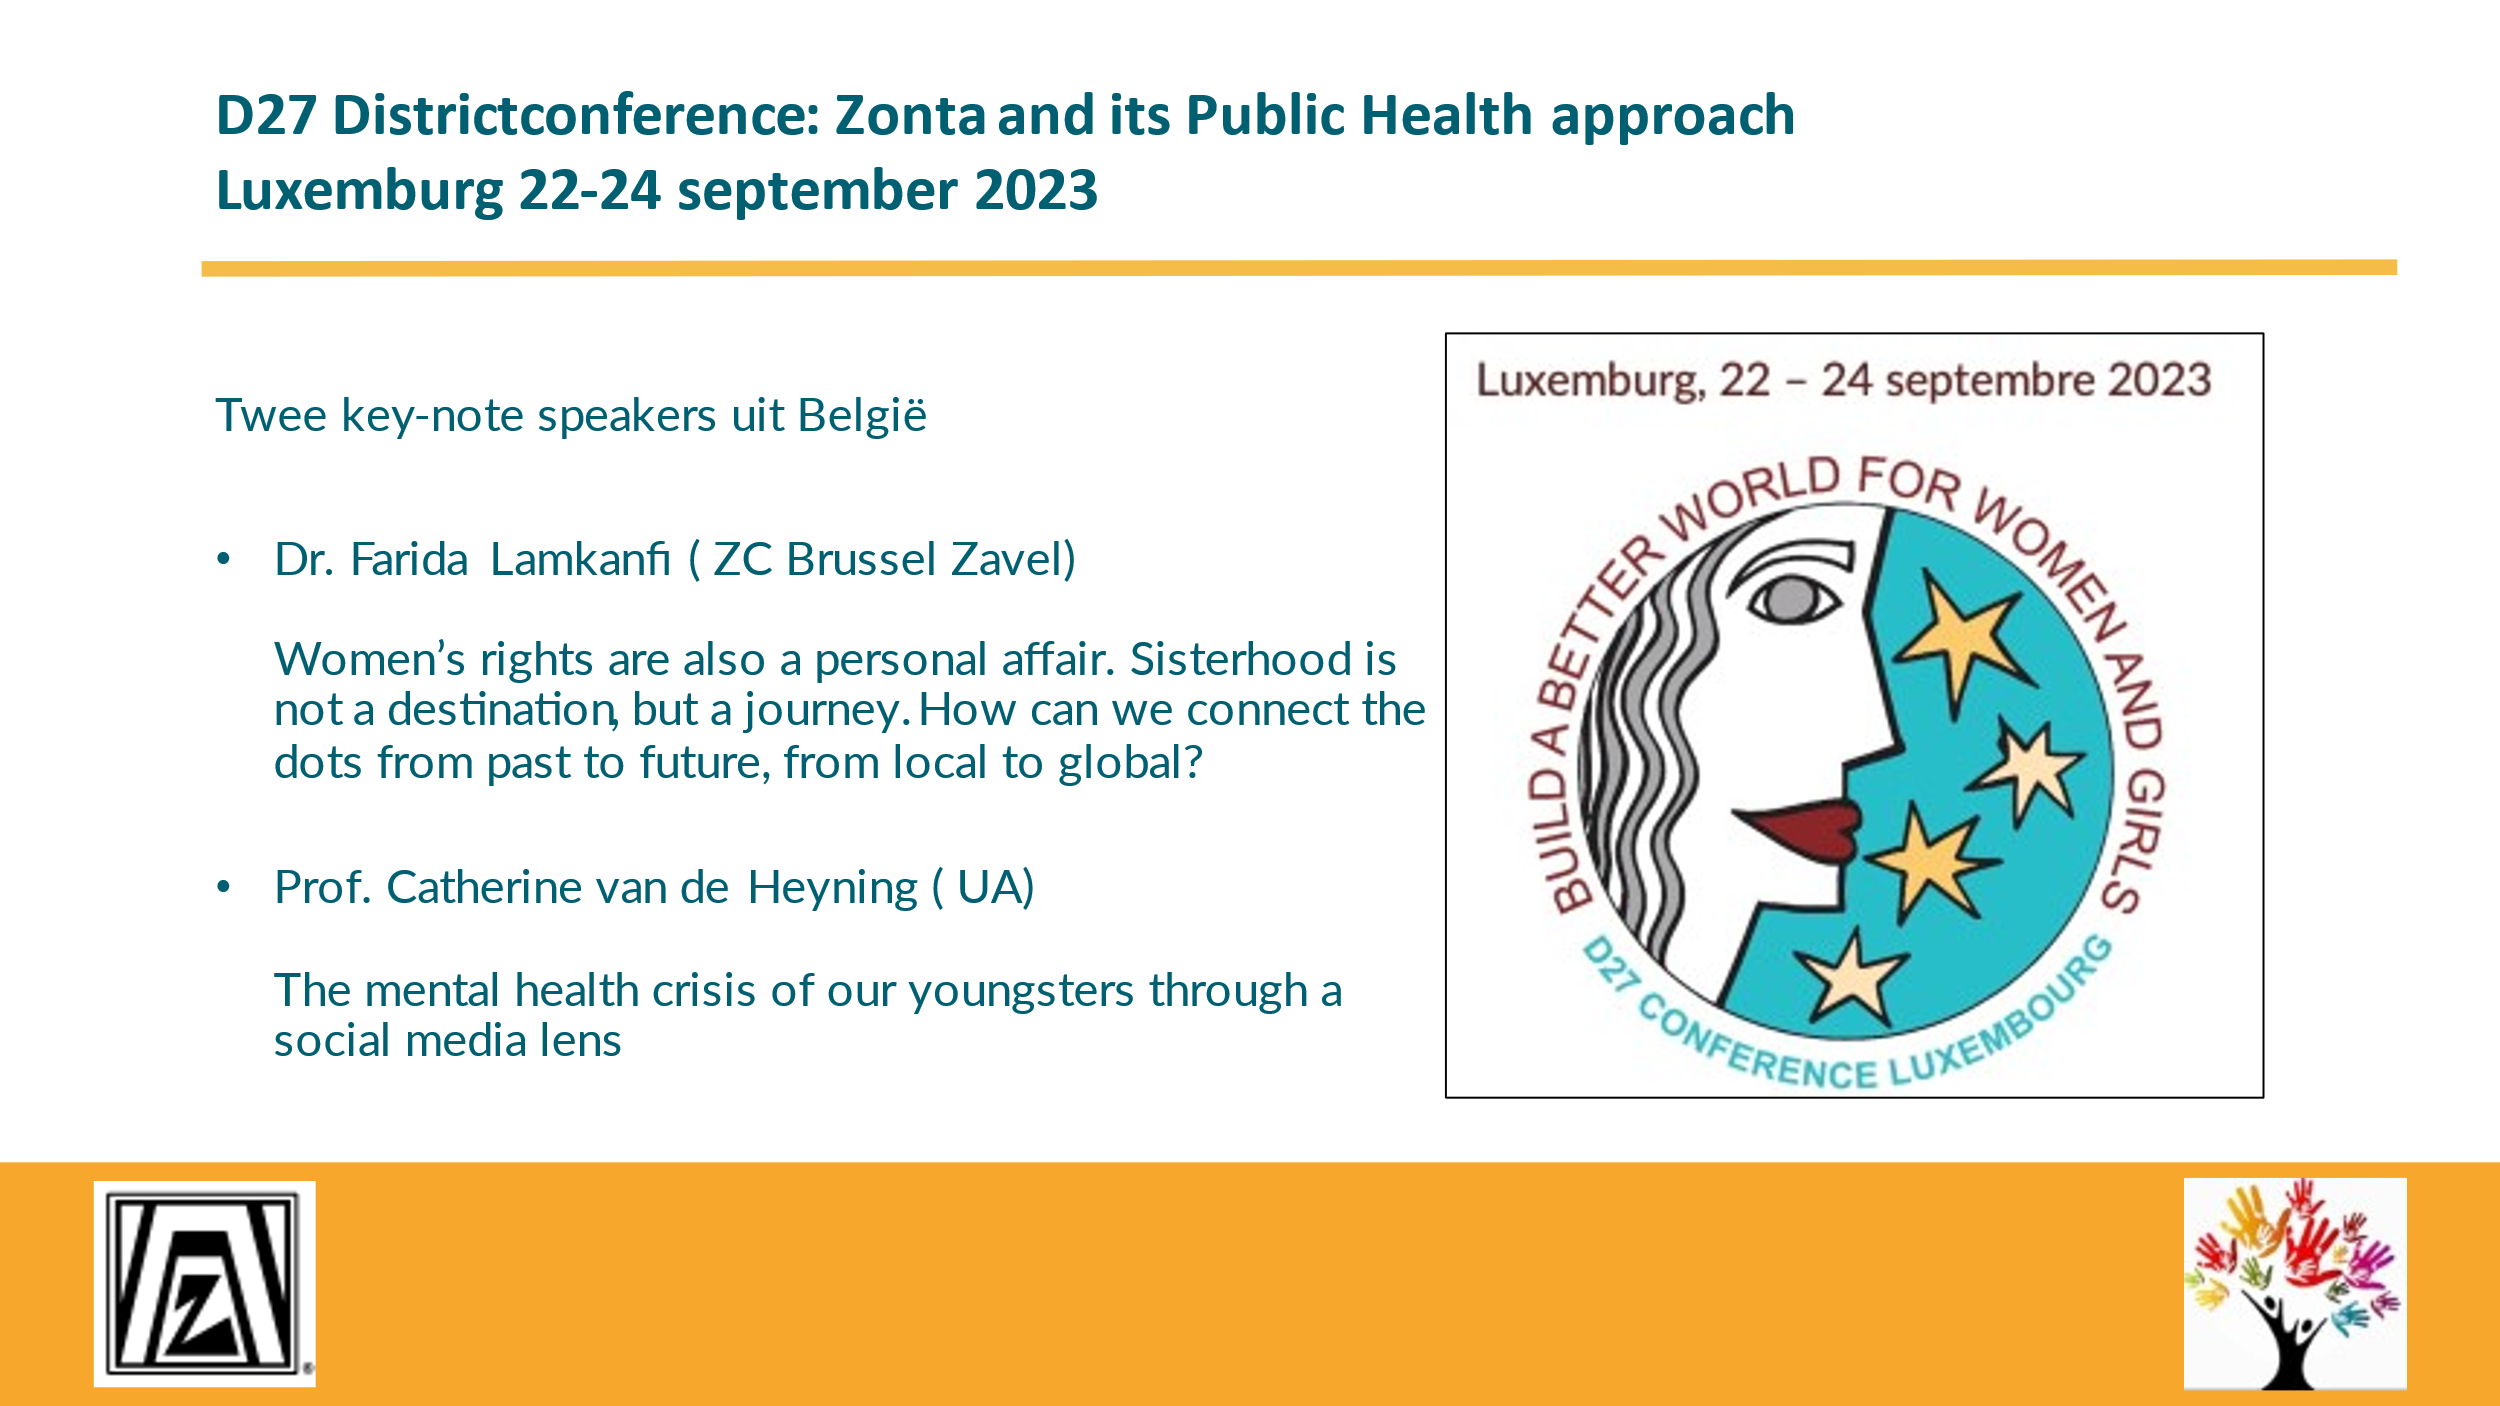 D27 Districtconference: Zonta and its Public Health approach
Luxemburg 22-24 september 2023
Twee key-note speakers uit België
• Dr. Farida Lamkanfi ( ZC Brussel Zavel)
Women’s rights are also a personal affair. Sisterhood is
not a destination, but a journey. How can we connect the
dots from past to future, from local to global?
• Prof. Catherine van de Heyning ( UA)
The mental health crisis of our youngsters through a
social media lens
Luxemburg, 22 – 24 septembre 2023
BUILD A BETTER WORLD FOR WOMEN AND GIRLS
D27 CONFERENCE LUXEMBOURG